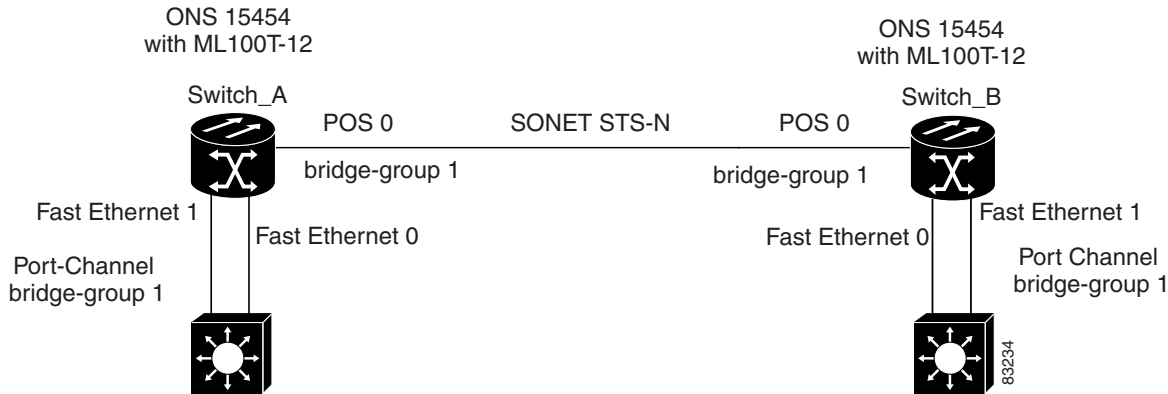 ONS 15454
with ML100T-12
ONS 15454
with ML100T-12
Switch_A
Switch_B
POS 0
SONET STS-N
POS 0
bridge-group 1
bridge-group 1
Fast Ethernet 1
Fast Ethernet 0
Fast Ethernet 0
Fast Ethernet 1
Port-Channel
bridge-group 1
Port Channel
bridge-group 1
83234